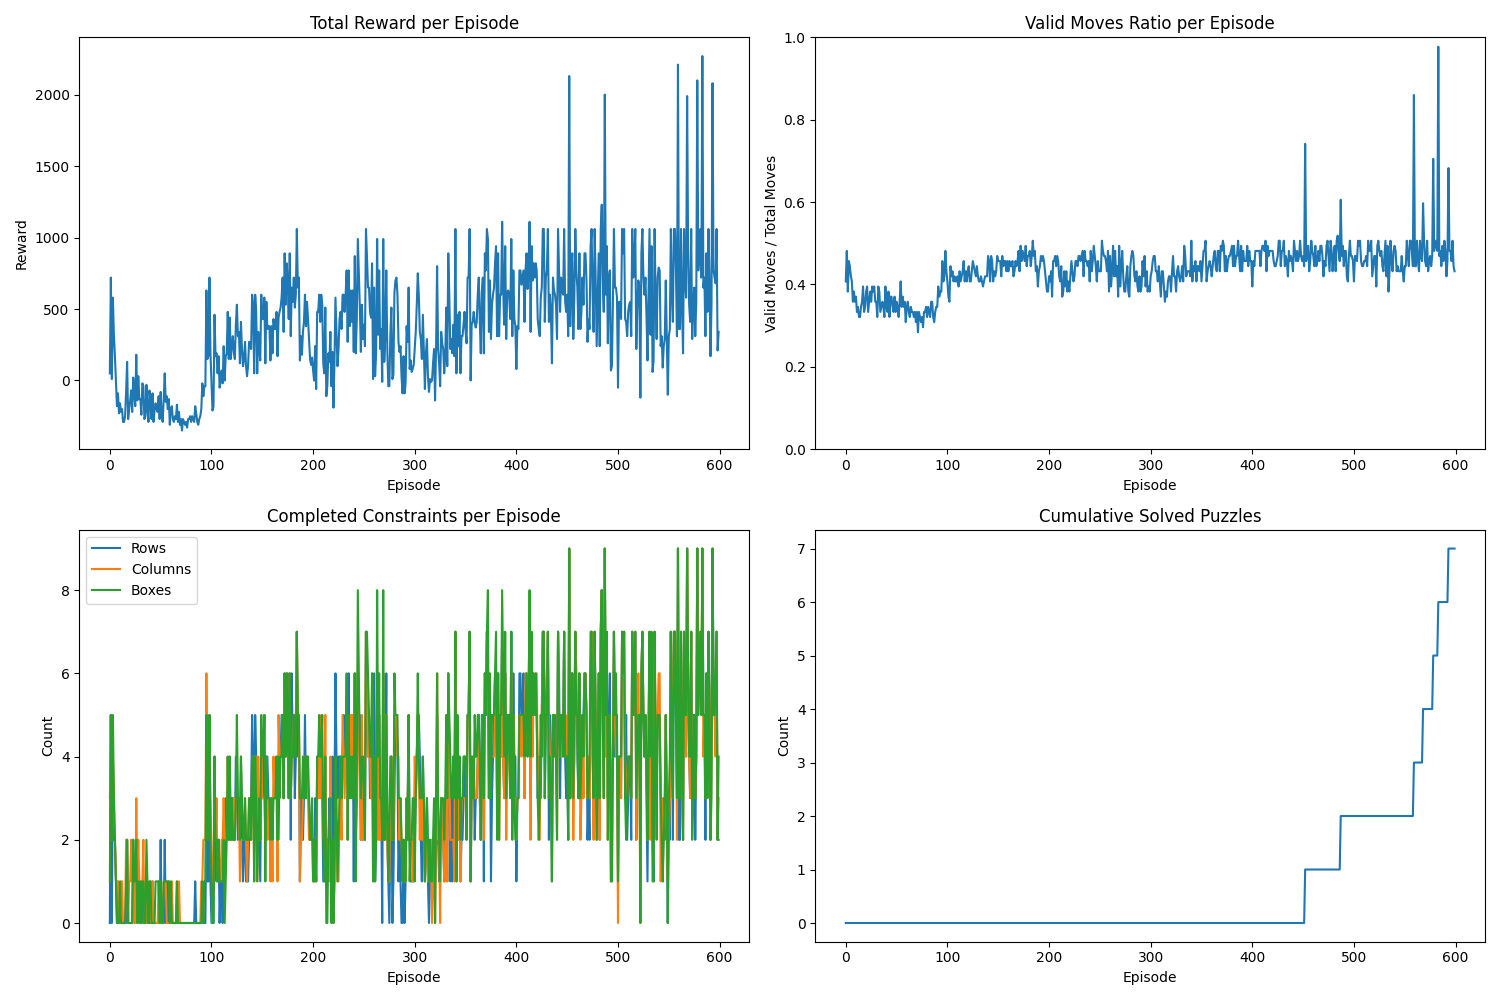 Total Reward per Episode
Reward
2000
1500
1000
500
0
0 100 200 300 400 500 600
Episode
Valid Moves Ratio per Episode
Valid Moves / Total Moves
1.0
0.8
0.6
0.4
0.2
0.0
0 100 200 300 400 500 600
Episode
Completed Constraints per Episode
Rows
Columns
Boxes
Count
8
6
4
2
0
0 100 200 300 400 500 600
Episode
Cumulative Solved Puzzles
Count
7
6
5
4
3
2
1
0
0 100 200 300 400 500 600
Episode